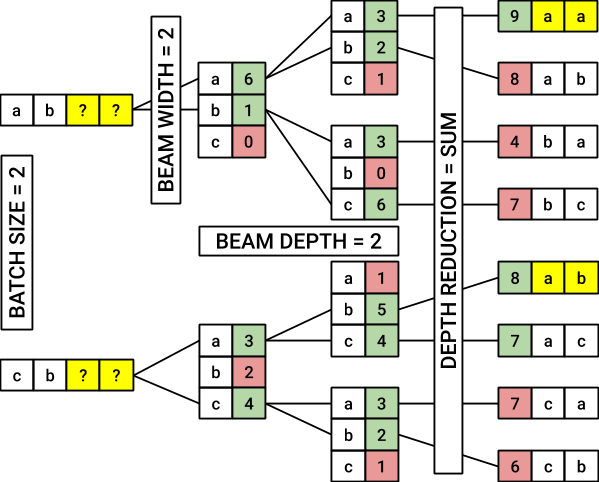 a 3
9 a a
b 2
a 6
c 1
8 a b
a b ? ?
b 1
BEAM WIDTH = 2
c 0
a 3
4 b a
b 0
c 6
7 b c
BATCH SIZE = 2
BEAM DEPTH = 2
DEPTH REDUCTION = SUM
a 1
8 a b
b 5
a 3
c 4
7 a c
c b ? ?
b 2
c 4
a 3
7 c a
b 2
c 1
6 c b